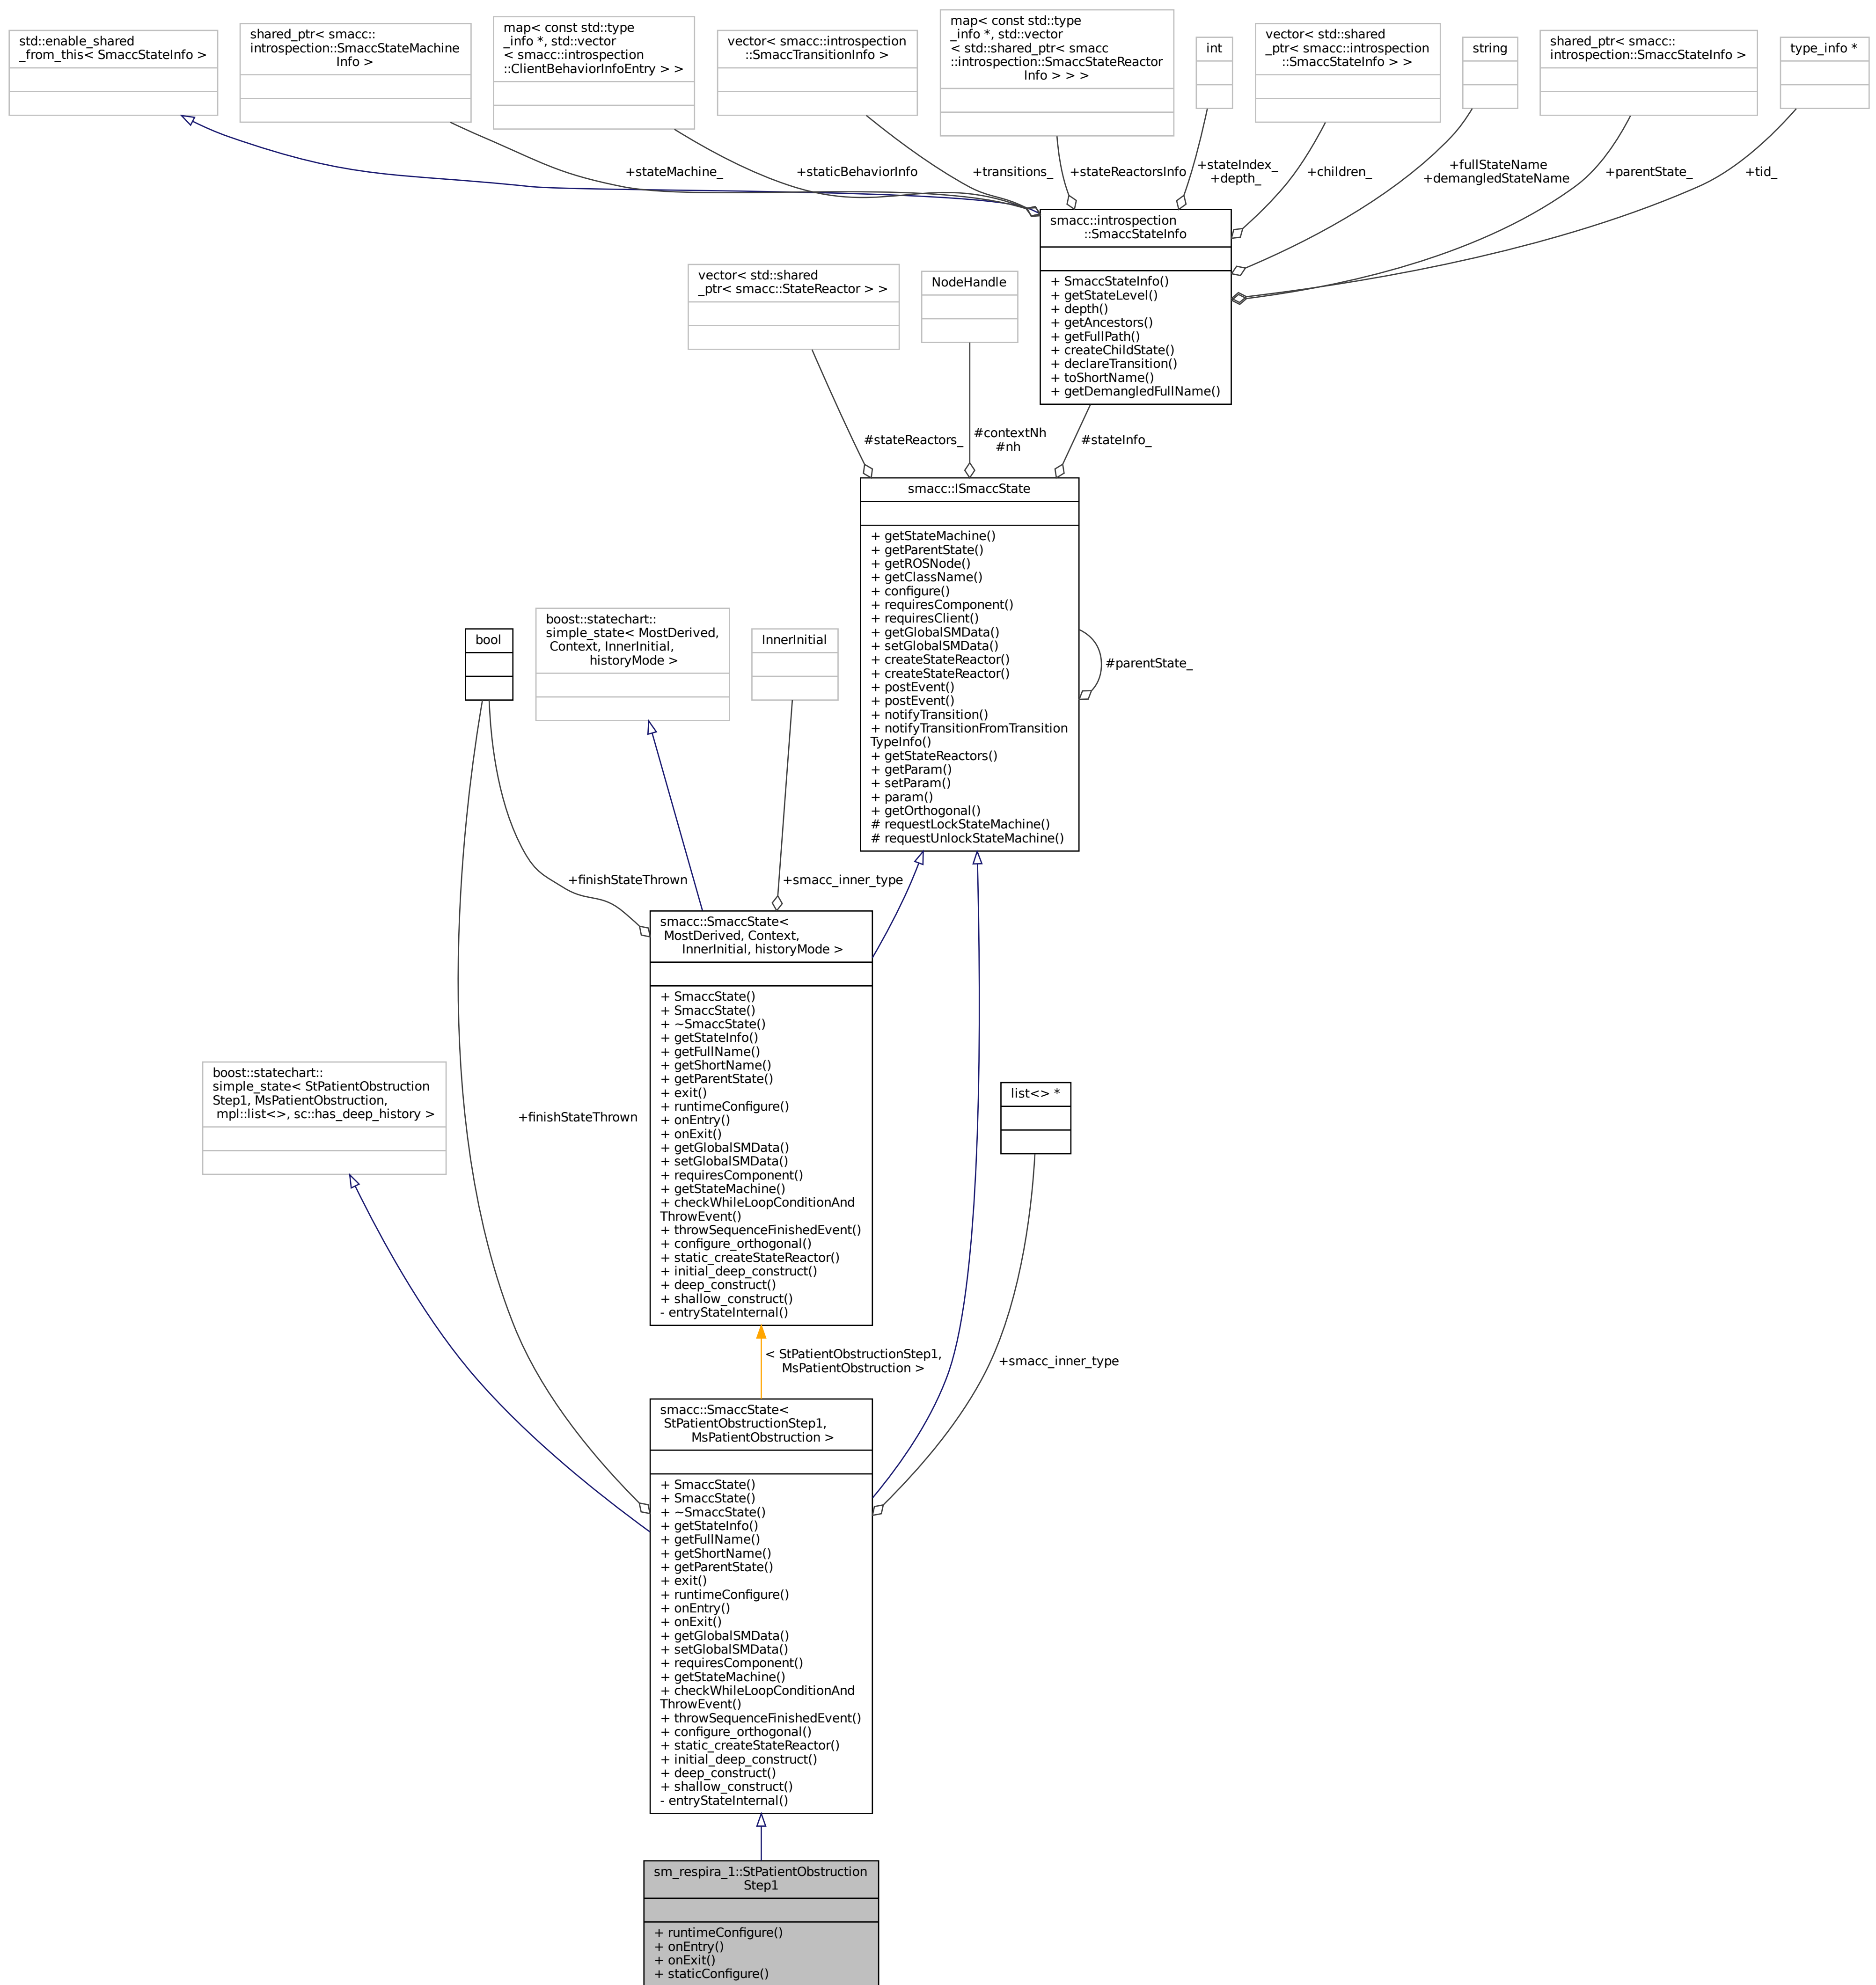 std::enable_shared
_from_this< SmaccStateInfo >
shared_ptr< smacc::
introspection::SmaccStateMachine
Info >
map< const std::type
_info *, std::vector
< smacc::introspection
::ClientBehaviorInfoEntry > >
vector< smacc::introspection
::SmaccTransitionInfo >
map< const std::type
_info *, std::vector
< std::shared_ptr< smacc
::introspection::SmaccStateReactor
Info > > >
int
vector< std::shared
_ptr< smacc::introspection
::SmaccStateInfo > >
string
shared_ptr< smacc::
introspection::SmaccStateInfo >
type_info *
+stateMachine_
+staticBehaviorInfo
+transitions_
+stateReactorsInfo
+stateIndex_
+depth_
+children_
+fullStateName
+demangledStateName
+parentState_
+tid_
smacc::introspection
::SmaccStateInfo
+ SmaccStateInfo()
+ getStateLevel()
+ depth()
+ getAncestors()
+ getFullPath()
+ createChildState()
+ declareTransition()
+ toShortName()
+ getDemangledFullName()
vector< std::shared
_ptr< smacc::StateReactor > >
NodeHandle
#stateReactors_
#contextNh
#nh
#stateInfo_
smacc::ISmaccState
+ getStateMachine()
+ getParentState()
+ getROSNode()
+ getClassName()
+ configure()
+ requiresComponent()
+ requiresClient()
+ getGlobalSMData()
+ setGlobalSMData()
+ createStateReactor()
+ createStateReactor()
+ postEvent()
+ postEvent()
+ notifyTransition()
+ notifyTransitionFromTransition
TypeInfo()
+ getStateReactors()
+ getParam()
+ setParam()
+ param()
+ getOrthogonal()
# requestLockStateMachine()
# requestUnlockStateMachine()
#parentState_
bool
boost::statechart::
simple_state< MostDerived,
Context, InnerInitial,
historyMode >
InnerInitial
+finishStateThrown
+smacc_inner_type
smacc::SmaccState<
MostDerived, Context,
InnerInitial, historyMode >
+ SmaccState()
+ SmaccState()
+ ~SmaccState()
+ getStateInfo()
+ getFullName()
+ getShortName()
+ getParentState()
+ exit()
+ runtimeConfigure()
+ onEntry()
+ onExit()
+ getGlobalSMData()
+ setGlobalSMData()
+ requiresComponent()
+ getStateMachine()
+ checkWhileLoopConditionAnd
ThrowEvent()
+ throwSequenceFinishedEvent()
+ configure_orthogonal()
+ static_createStateReactor()
+ initial_deep_construct()
+ deep_construct()
+ shallow_construct()
- entryStateInternal()
boost::statechart::
simple_state< StPatientObstruction
Step1, MsPatientObstruction,
mpl::list<>, sc::has_deep_history >
+finishStateThrown
list<> *
< StPatientObstructionStep1,
MsPatientObstruction >
+smacc_inner_type
smacc::SmaccState<
StPatientObstructionStep1,
MsPatientObstruction >
+ SmaccState()
+ SmaccState()
+ ~SmaccState()
+ getStateInfo()
+ getFullName()
+ getShortName()
+ getParentState()
+ exit()
+ runtimeConfigure()
+ onEntry()
+ onExit()
+ getGlobalSMData()
+ setGlobalSMData()
+ requiresComponent()
+ getStateMachine()
+ checkWhileLoopConditionAnd
ThrowEvent()
+ throwSequenceFinishedEvent()
+ configure_orthogonal()
+ static_createStateReactor()
+ initial_deep_construct()
+ deep_construct()
+ shallow_construct()
- entryStateInternal()
sm_respira_1::StPatientObstruction
Step1
+ runtimeConfigure()
+ onEntry()
+ onExit()
+ staticConfigure()